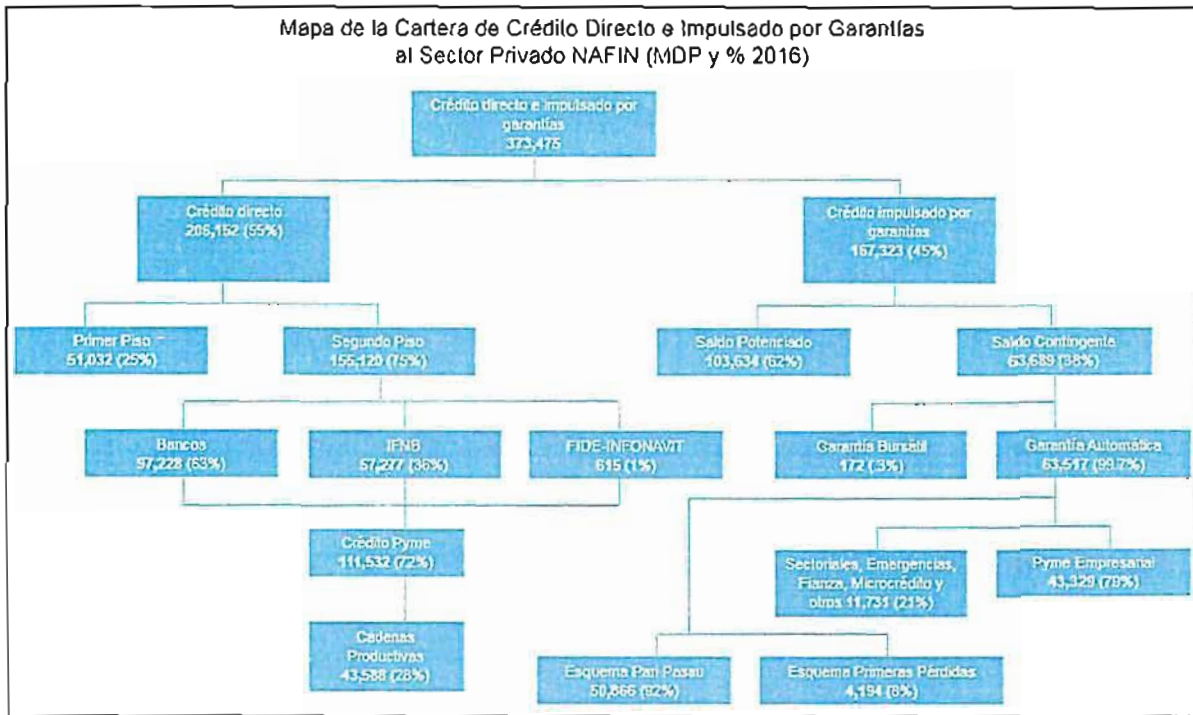 Mapa de la Cartera de Crédito Directo e Impulsado por Garantías
al Sector Privado NAFIN (MDP y % 2016)
Crédito directo e impulsado por
garantías
373,475
Crédito directo
206,152 (55%)
Crédito impulsado por
garantías
167,323 (45%)
Primer Piso
51,032 (25%)
Segundo Piso
155,120 (75%)
Saldo Potenciado
103,634 (62%)
Saldo Contingente
63,689 (38%)
Bancos
97,228 (63%)
IFNB
57,277 (36%)
FIDE-INFONAVIT
615 (1%)
Garantía Bursátil
172 (.3%)
Garantía Automática
63,517 (99.7%)
Crédito Pyme
111,532 (72%)
Sectoriales, Emergencias,
Fianza, Microcrédito y
otros 11,731 (21%)
Pyme Empresarial
43,329 (79%)
Cadenas
Productivas
43,588 (28%)
Esquema Pari Pasau
50,866 (92%)
Esquema Primeras Pérdidas
4,194 (8%)